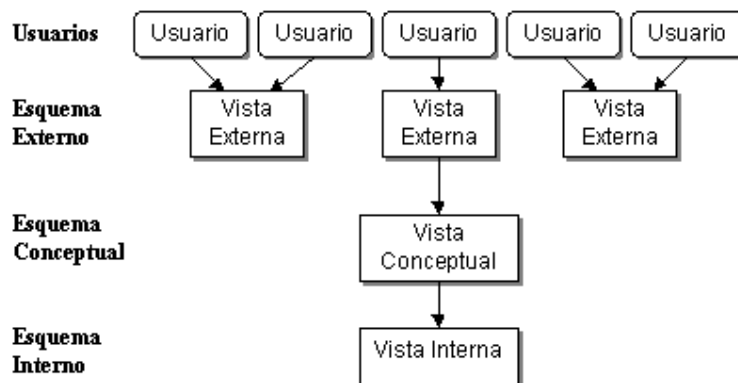 Usuarios
Usuario
Usuario
Usuario
Usuario
Usuario
Esquema
Externo
Vista
Externa
Vista
Externa
Vista
Externa
Esquema
Conceptual
Vista
Conceptual
Esquema
Interno
Vista Interna